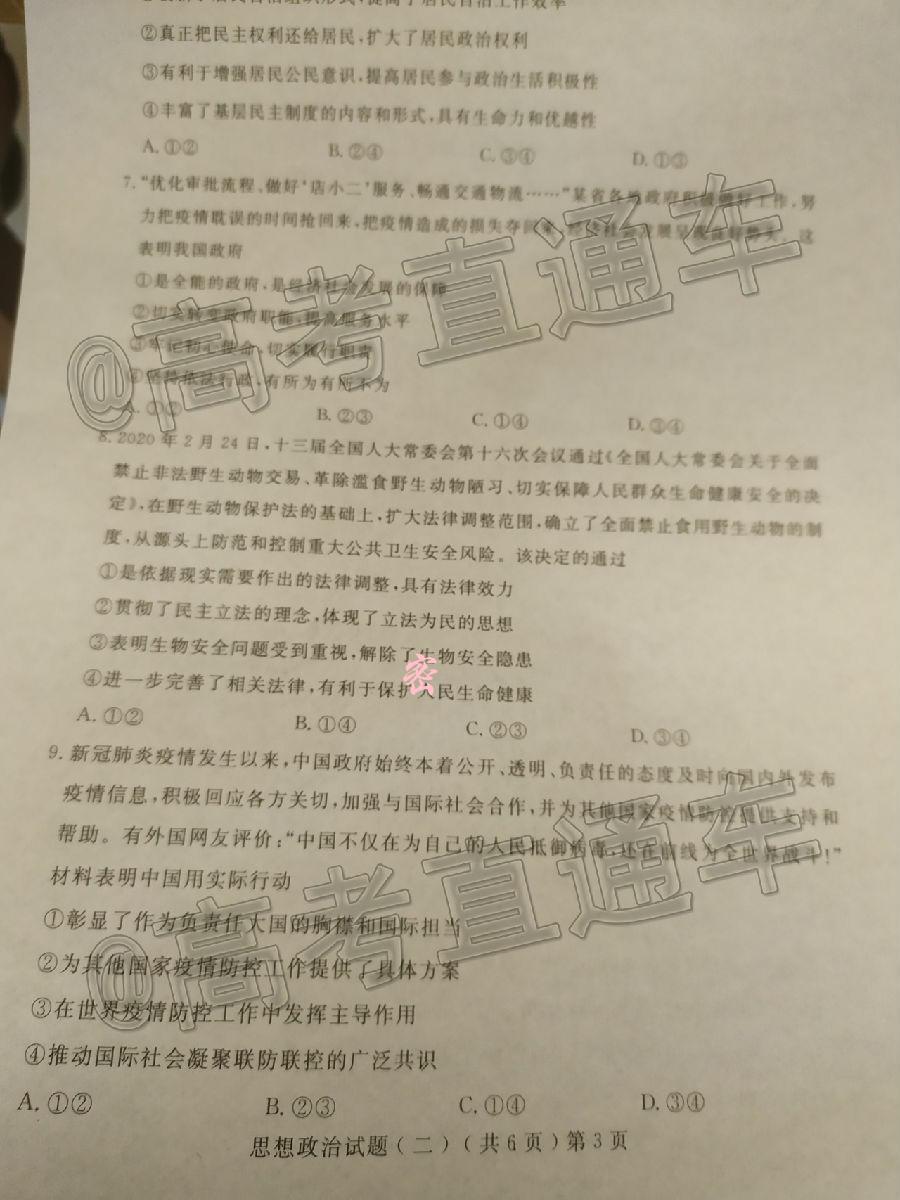 居民自治组织形式,提高了居民自治工作效率
②真正把民主权利还给居民,扩大了居民政治权利
③有利于增强居民公民意识,提高居民参与政治生活积极性
④丰富了基层民主制度的内容和形式,具有生命力和优越性
A. ①② B. ②④ C. ③④ D. ①③
7. “优化审批流程、做好‘店小二’服务、畅通交通物流……”某省各地政府积极做好工作,努
力把疫情耽误的时间抢回来,把疫情造成的损失夺回来,经济社会发展呈现良好势头。这
表明我国政府
①是全能的政府,是经济社会发展的保障
②切实转变政府职能,提高服务水平
③牢记初心使命,切实履行职责
④坚持依法行政,有所为有所不为
A. ①② B. ②③ C. ①④ D. ③④
8. 2020 年 2 月 24 日,十三届全国人大常委会第十六次会议通过《全国人大常委会关于全面
禁止非法野生动物交易、革除滥食野生动物陋习、切实保障人民群众生命健康安全的决
定》,在野生动物保护法的基础上,扩大法律调整范围,确立了全面禁止食用野生动物的制
度,从源头上防范和控制重大公共卫生安全风险。该决定的通过
①是依据现实需要作出的法律调整,具有法律效力
②贯彻了民主立法的理念,体现了立法为民的思想
③表明生物安全问题受到重视,解除了生物安全隐患
④进一步完善了相关法律,有利于保护人民生命健康
密
A. ①② B. ①④ C. ②③ D. ③④
9. 新冠肺炎疫情发生以来,中国政府始终本着公开、透明、负责任的态度及时向国内外发布
疫情信息,积极回应各方关切,加强与国际社会合作,并为其他国家疫情防控提供支持和
帮助。有外国网友评价:“中国不仅在为自己的人民抵御病毒,还在前线为全世界战斗!”
材料表明中国用实际行动
①彰显了作为负责任大国的胸襟和国际担当
②为其他国家疫情防控工作提供了具体方案
③在世界疫情防控工作中发挥主导作用
④推动国际社会凝聚联防联控的广泛共识
A. ①② B. ②③ C. ①④ D. ③④
思想政治试题(二)(共6页)第3页
@高考直通车
@高考直通车